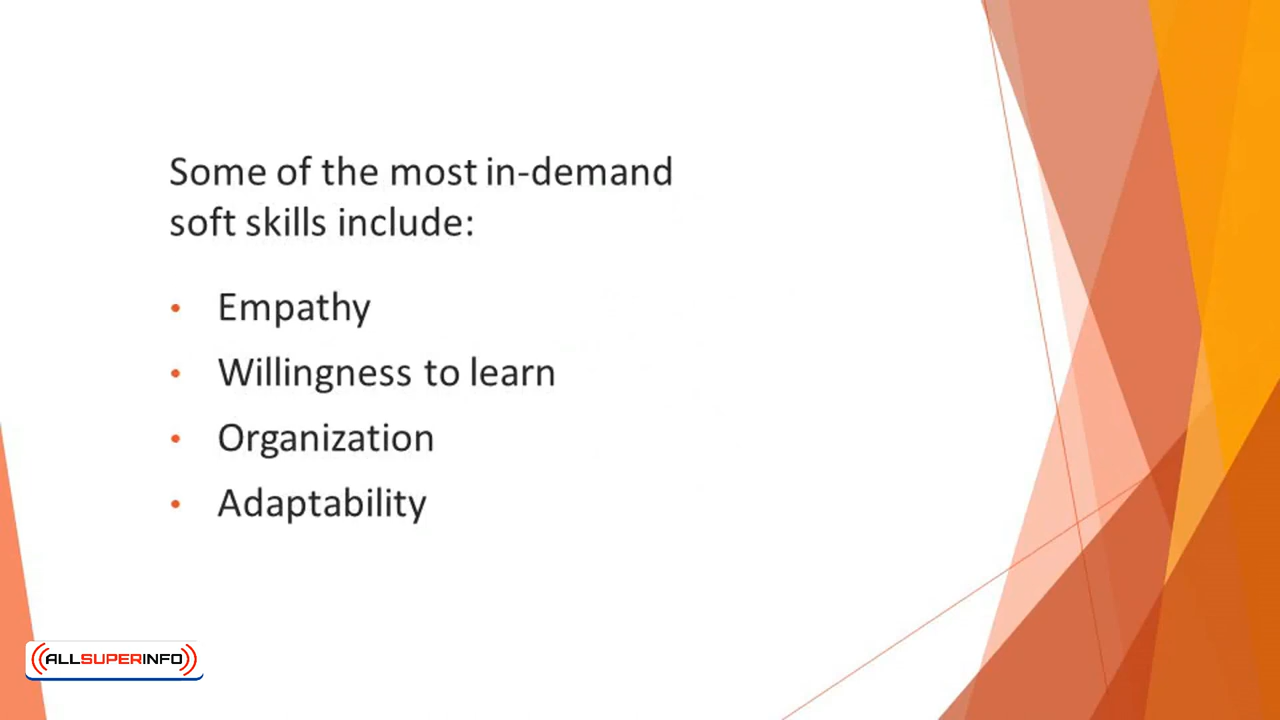 Some of the most in-demand
soft skills include:
• Empathy
• Willingness to learn
• Organization
• Adaptability
ALLSUPERINFO